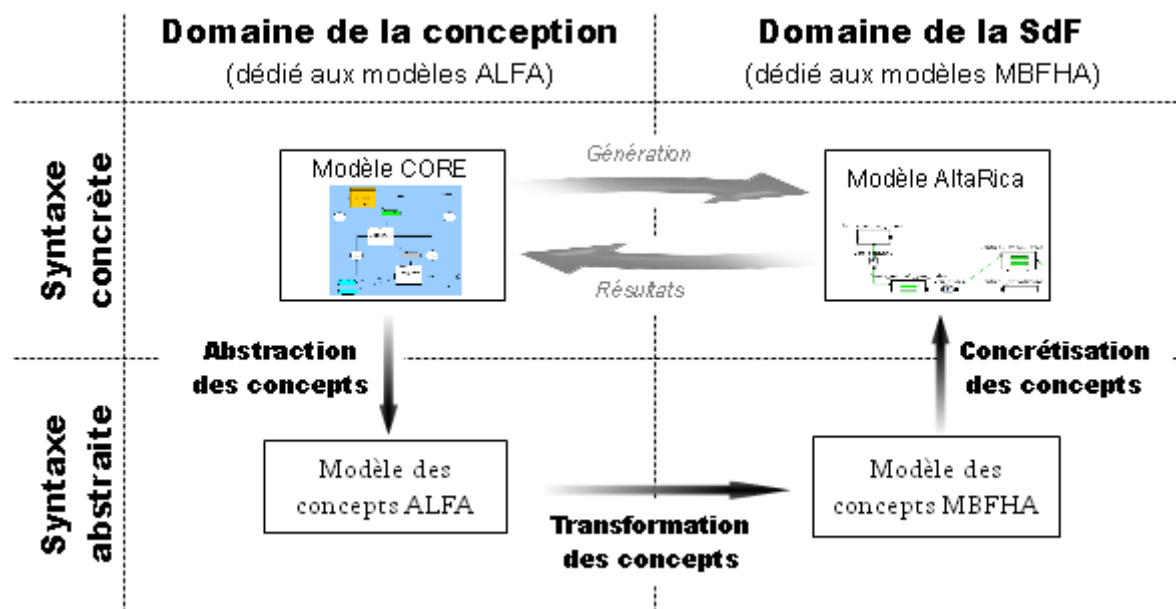 Domaine de la conception
(dédié aux modèles ALFA)
Domaine de la SdF
(dédié aux modèles MBFHA)
Syntaxe
concrète
Modèle CORE
Génération
Résultats
Modèle AltaRica
Abstraction
des concepts
Concrétisation
des concepts
Syntaxe
abstraite
Modèle des
concepts ALFA
Transformation
des concepts
Modèle des
concepts MBFHA